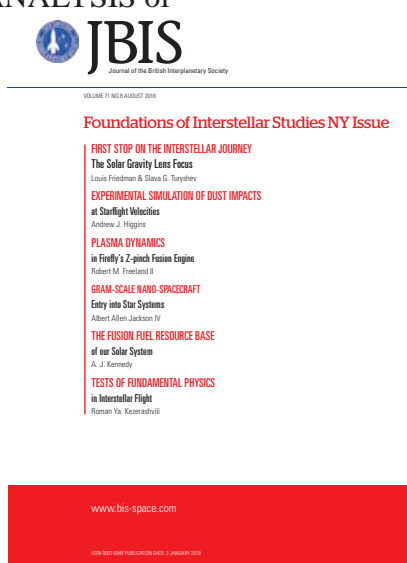 ANALYSIS of
JBIS
Journal of the British Interplanetary Society
VOLUME 71 NO.8 AUGUST 2018
Foundations of Interstellar Studies NY Issue
FIRST STOP ON THE INTERSTELLAR JOURNEY
The Solar Gravity Lens Focus
Louis Friedman & Slava G. Turyshev
EXPERIMENTAL SIMULATION OF DUST IMPACTS
at Starflight Velocities
Andrew J. Higgins
PLASMA DYNAMICS
in Firefly's Z-pinch Fusion Engine
Robert M. Freeland II
GRAM-SCALE NANO-SPACECRAFT
Entry into Star Systems
Albert Allen Jackson IV
THE FUSION FUEL RESOURCE BASE
of our Solar System
A. J. Kennedy
TESTS OF FUNDAMENTAL PHYSICS
in Interstellar Flight
Roman Ya. Kezerashvili
www.bis-space.com
ISSN 0007-084X PUBLICATION DATE: 3 JANUARY 2019